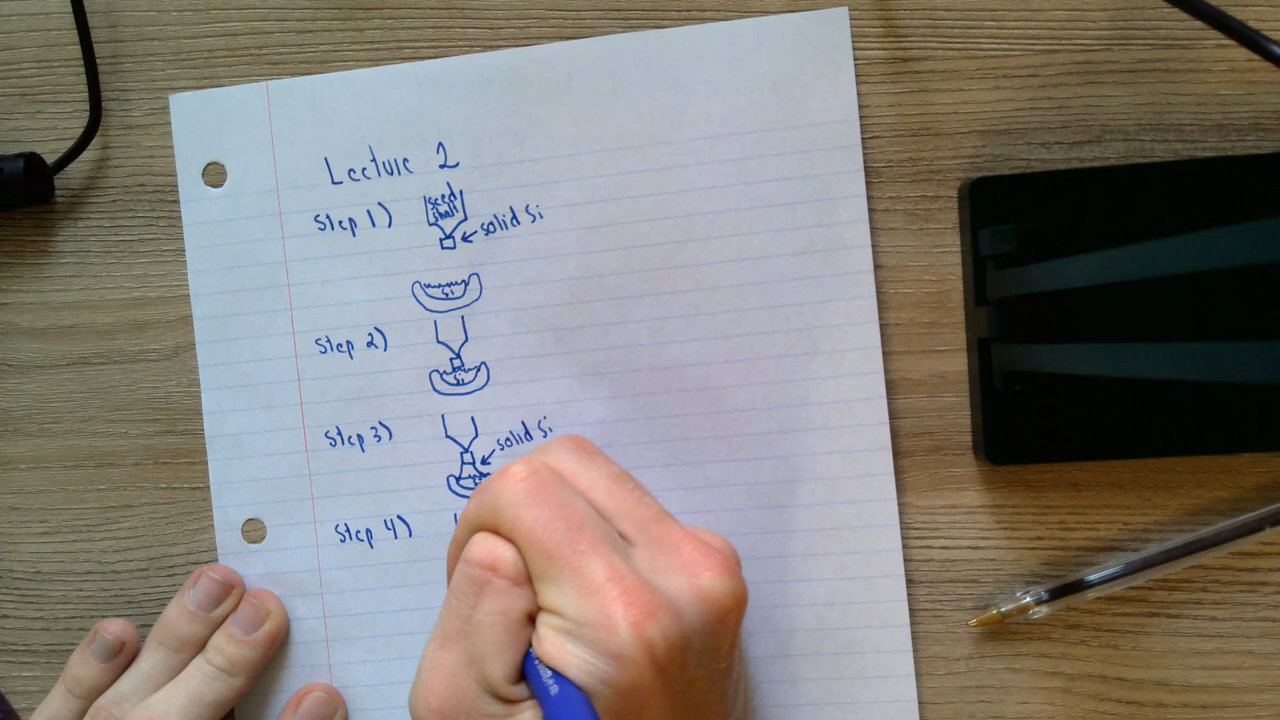 Lecture 2
Step 1)
seed
shaft
solid Si
Si
Step 2)
Si
Step 3)
solid Si
Step 4)